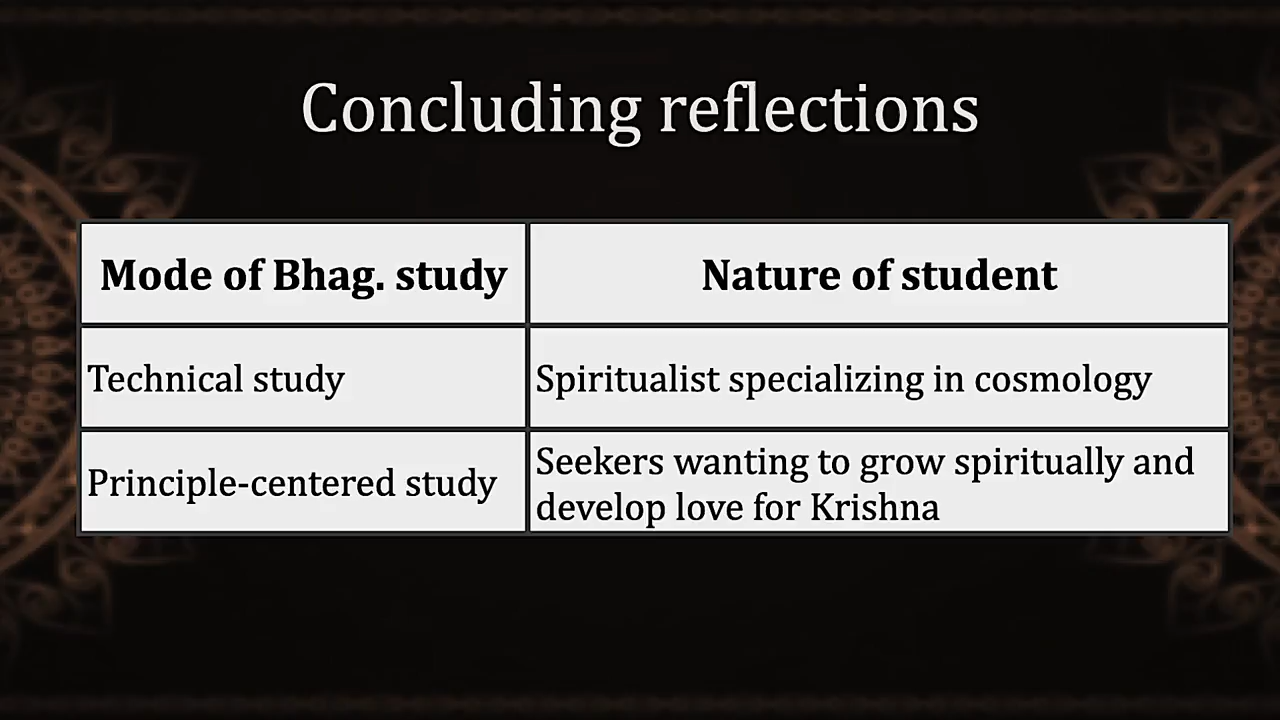 Concluding reflections
Mode of Bhag. study
Nature of student
Technical study
Spiritualist specializing in cosmology
Principle-centered study
Seekers wanting to grow spiritually and
develop love for Krishna